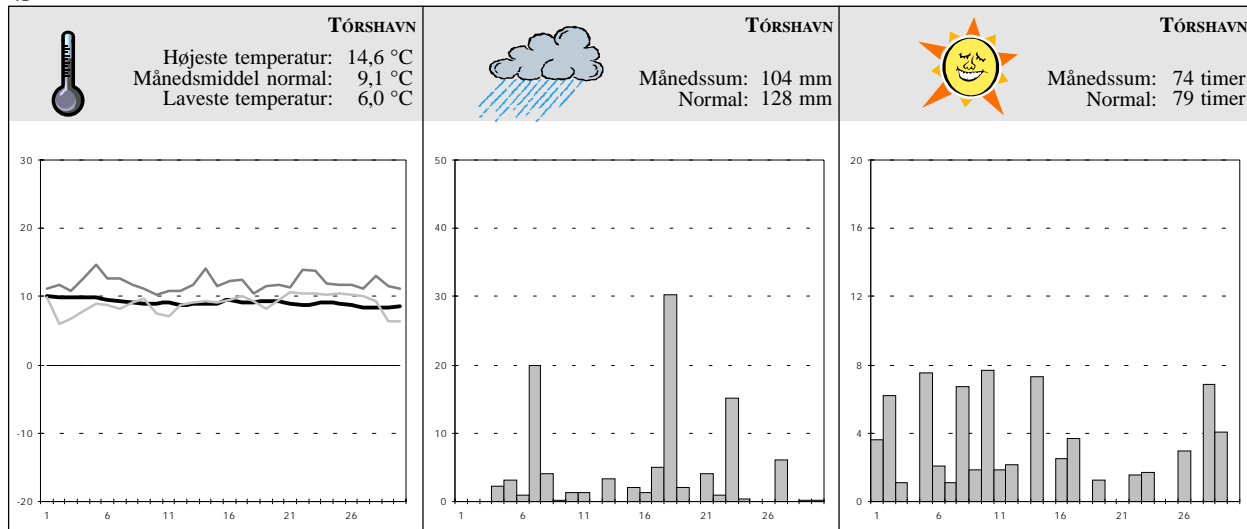 TÓRSHAVN
Højeste temperatur: 14,6 °C
Månedsmiddel normal: 9,1 °C
Laveste temperatur: 6,0 °C
30
20
10
0
-10
-20
1 6 11 16 21 26
TÓRSHAVN
Månedssum: 104 mm
Normal: 128 mm
50
40
30
20
10
0
1 6 11 16 21 26
TÓRSHAVN
Månedssum: 74 timer
Normal: 79 timer
20
16
12
8
4
0
1 6 11 16 21 26